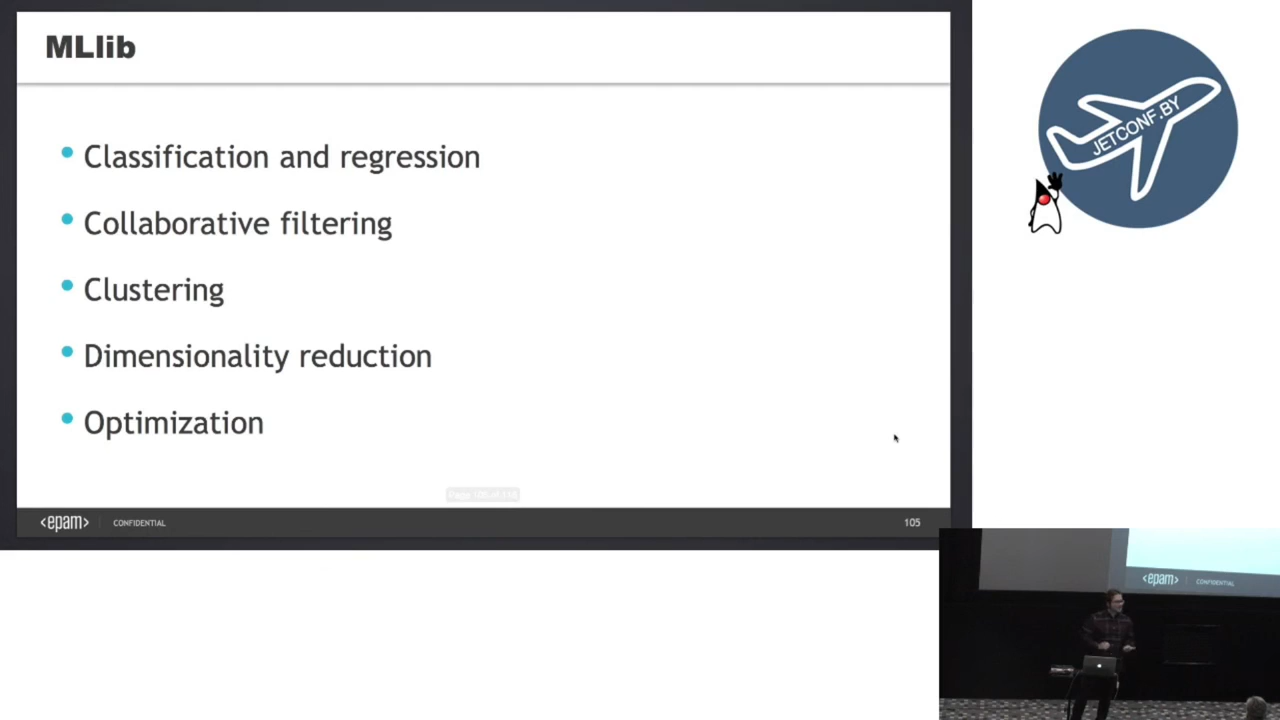 MLlib
• Classification and regression
• Collaborative filtering
• Clustering
• Dimensionality reduction
• Optimization
<epam> CONFIDENTIAL
105
JETCONF.BY
<epam> CONFIDENTIAL